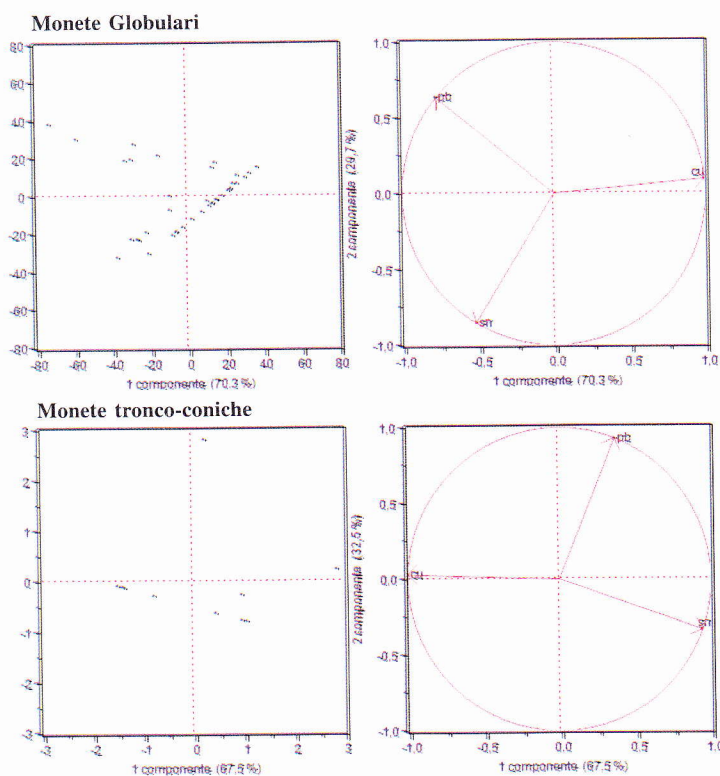 Monete Globulari
80
60
40
20
0
-20
-40
-60
-80
-80 -60 -40 -20 0 20 40 60 80
1 componente (70,3 %)
2 componenta (29,7 %)
1,0
0,5
0,0
-0,5
-1,0
pb
cu
sn
-1,0 -0,5 0,0 0,5 1,0
1 componente (70,3 %)
Monete tronco-coniche
3
2
1
0
-1
-2
-3
-3 -2 -1 0 1 2 3
1 componente (67,5 %)
2 componenta (32,5 %)
1,0
0,5
0,0
-0,5
-1,0
pb
cu
sn
-1,0 -0,5 0,0 0,5 1,0
1 componente (67,5 %)